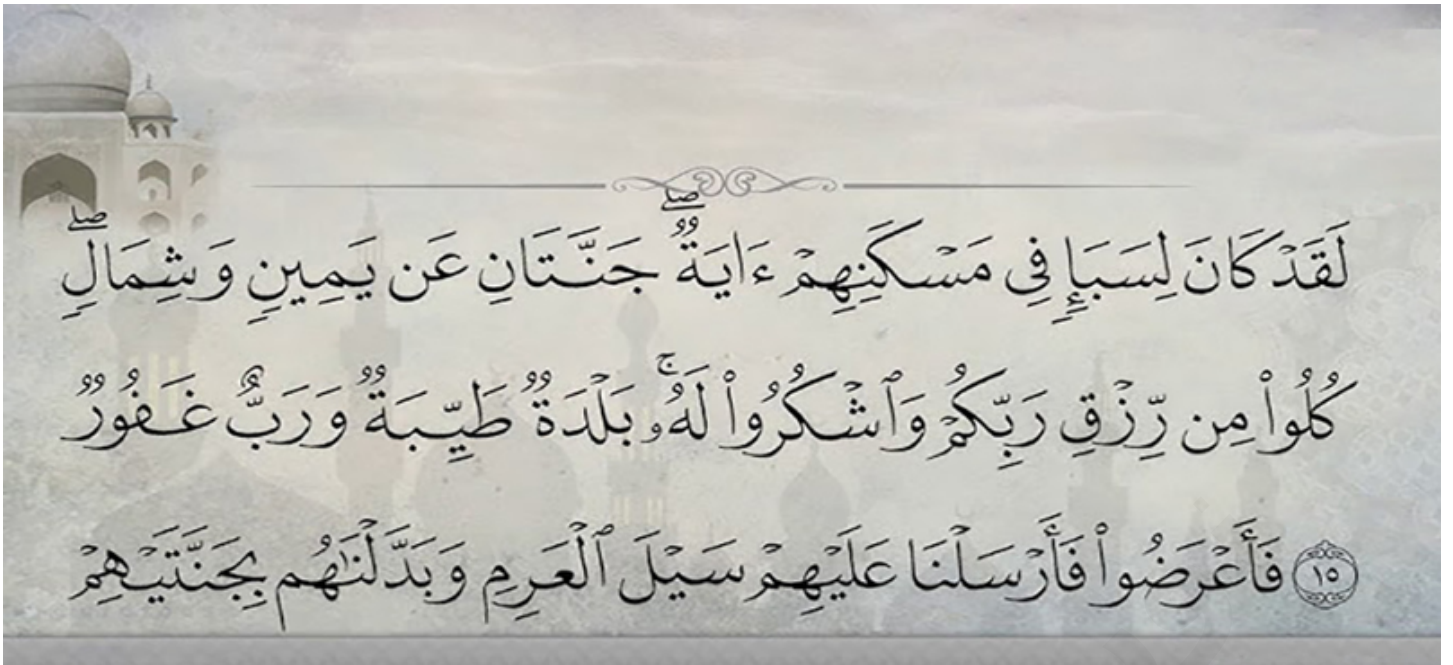 لَقَدْ كَانَ لِسَبَإٍ فِي مَسْكَنِهِمْ ءَايَةٌ ۖ جَنَّتَانِ عَن يَمِينٍ وَشِمَالٍ ۖ
كُلُوا۟ مِن رِّزْقِ رَبِّكُمْ وَٱشْكُرُوا۟ لَهُۥ ۚ بَلْدَةٌ طَيِّبَةٌ وَرَبٌّ غَفُورٌ
﴿١٥﴾ فَأَعْرَضُوا۟ فَأَرْسَلْنَا عَلَيْهِمْ سَيْلَ ٱلْعَرِمِ وَبَدَّلْنَـٰهُم بِجَنَّتَيْهِمْ